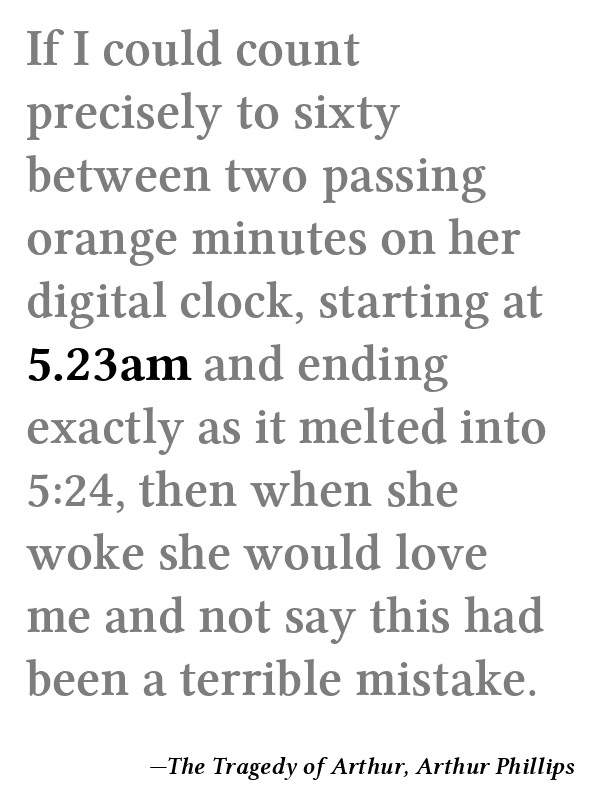 If I could count
precisely to sixty
between two passing
orange minutes on her
digital clock, starting at
5.23am and ending
exactly as it melted into
5:24, then when she
woke she would love
me and not say this had
been a terrible mistake.
—The Tragedy of Arthur, Arthur Phillips